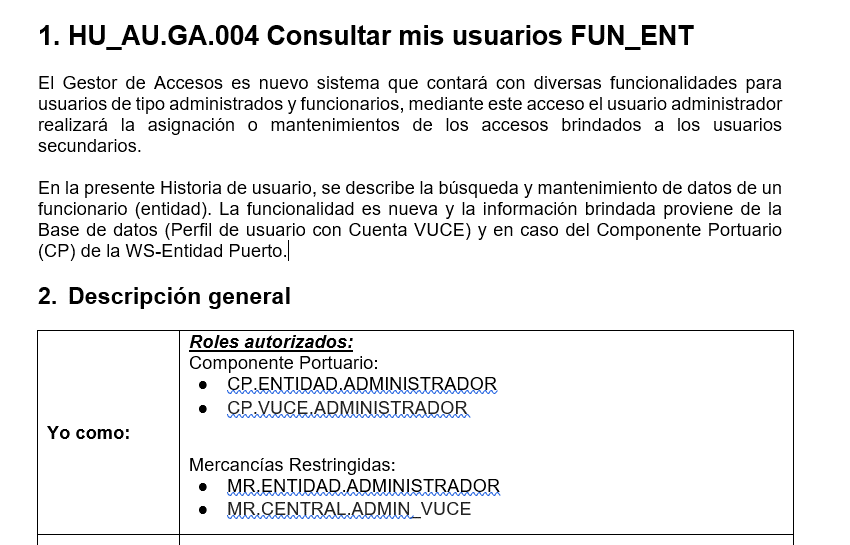 1. HU_AU.GA.004 Consultar mis usuarios FUN_ENT
El Gestor de Accesos es nuevo sistema que contará con diversas funcionalidades para
usuarios de tipo administrados y funcionarios, mediante este acceso el usuario administrador
realizará la asignación o mantenimientos de los accesos brindados a los usuarios
secundarios.
En la presente Historia de usuario, se describe la búsqueda y mantenimiento de datos de un
funcionario (entidad). La funcionalidad es nueva y la información brindada proviene de la
Base de datos (Perfil de usuario con Cuenta VUCE) y en caso del Componente Portuario
(CP) de la WS-Entidad Puerto.
2. Descripción general
Yo como:
Roles autorizados:
Componente Portuario:
● CP.ENTIDAD.ADMINISTRADOR
● CP.VUCE.ADMINISTRADOR
Mercancías Restringidas:
● MR.ENTIDAD.ADMINISTRADOR
● MR.CENTRAL.ADMIN_VUCE